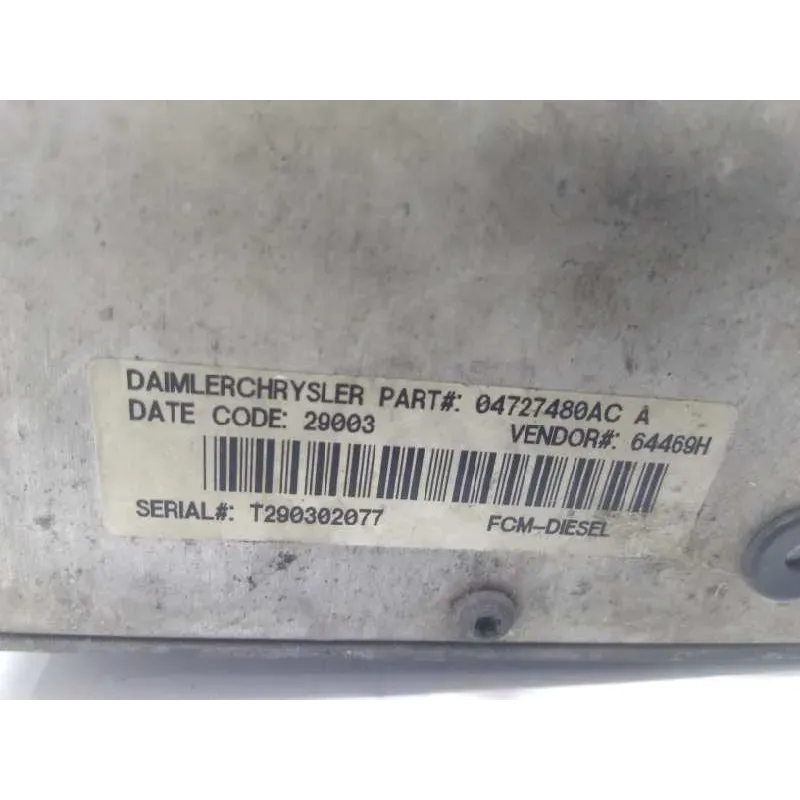 DAIMLERCHRYSLER PART#: 04727480AC A
DATE CODE: 29003 VENDOR#: 64469H
SERIAL#: T290302077 FCM-DIESEL